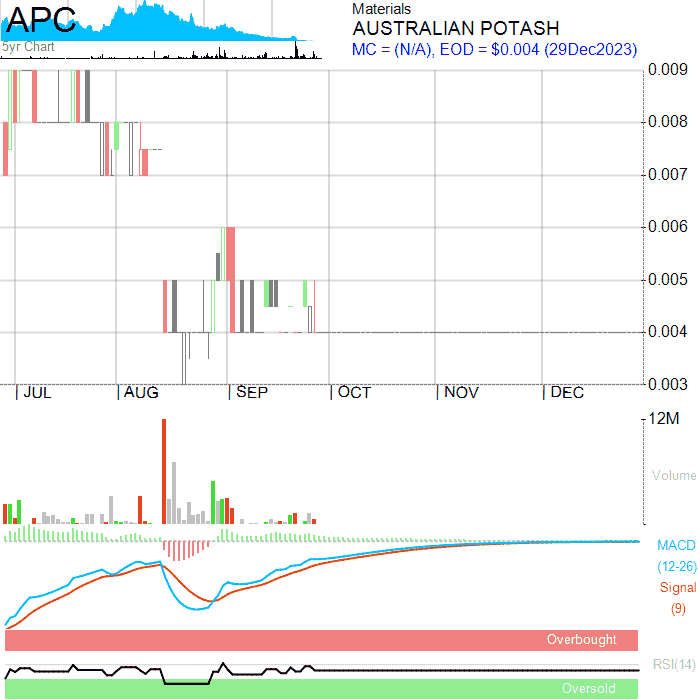 APC
5yr Chart
Materials
AUSTRALIAN POTASH
MC = (N/A), EOD = $0.004 (29Dec2023)
0.009
0.008
0.007
0.006
0.005
0.004
0.003
JUL AUG SEP OCT NOV DEC
12M
Volume
MACD
(12-26)
Signal
(9)
Overbought
RSI(14)
Oversold